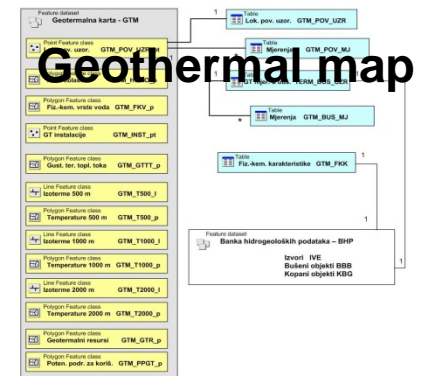 Feature dataset
Geotermalna karta - GTM
Point Feature class
GTM_POV_UZR_pt
Geothermal map
Polygon Feature class
Fiz.-kem. vrste voda GTM_FKV_p
Point Feature class
GT instalacije GTM_INST_pt
Polygon Feature class
Gust. ter. topl. toka GTM_GTTT_p
Line Feature class
Izoterme 500 m GTM_T500_l
Polygon Feature class
Temperature 500 m GTM_T500_p
Line Feature class
Izoterme 1000 m GTM_T1000_l
Polygon Feature class
Temperature 1000 m GTM_T1000_p
Line Feature class
Izoterme 2000 m GTM_T2000_l
Polygon Feature class
Temperature 2000 m GTM_T2000_p
Polygon Feature class
Geotermalni resursi GTM_GTR_p
Polygon Feature class
Poten. podr. za koriš. GTM_PPGT_p
1
1
Table
Lok. pov. uzor. GTM_POV_UZR
*
Table
Mjerenja GTM_POV_MJ
*
Table
Mjerenja GTM_BUS_MJ
Table
Fiz.-kem. karakteristike GTM_FKK
1
1
Feature dataset
Banka hidrogeoloških podataka – BHP
Izvori IVE
Bušeni objekti BBB
Kopani objekti KBG
1